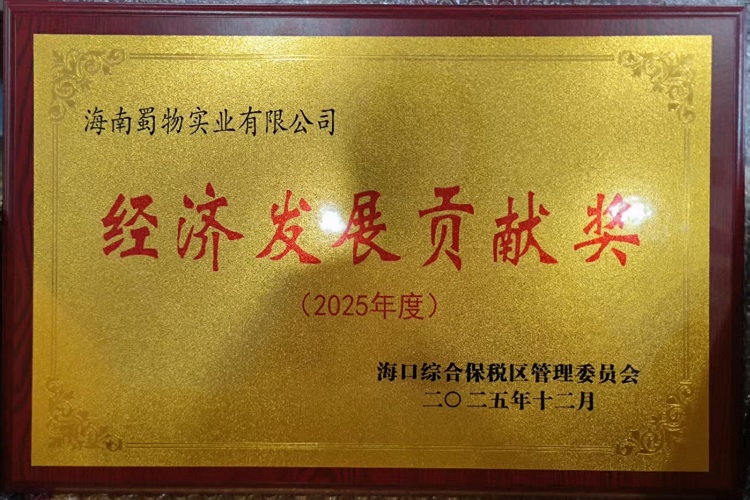 海南蜀物实业有限公司
经济发展贡献奖
（2025年度）
海口综合保税区管理委员会
二〇二五年十二月